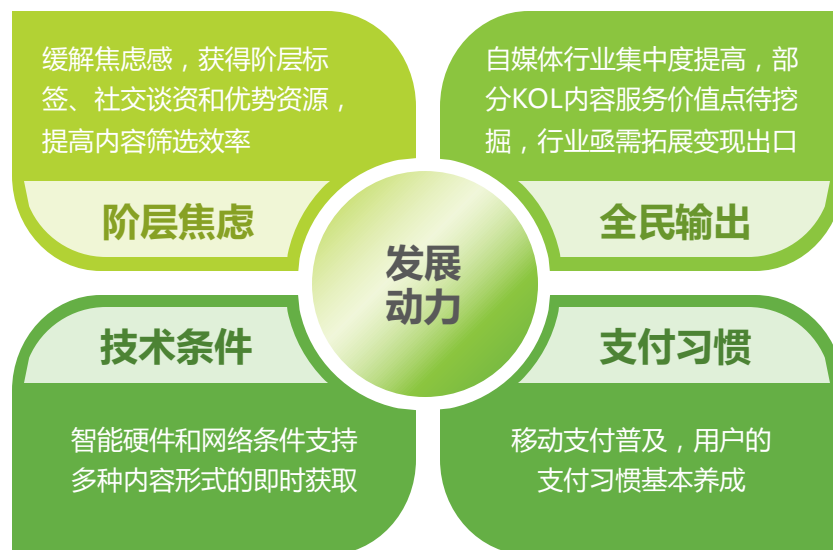 缓解焦虑感，获得阶层标
签、社交谈资和优势资源，
提高内容筛选效率
阶层焦虑
自媒体行业集中度提高，部
分KOL内容服务价值点待挖
掘，行业亟需拓展变现出口
全民输出
发展
动力
技术条件
智能硬件和网络条件支持
多种内容形式的即时获取
支付习惯
移动支付普及，用户的
支付习惯基本养成